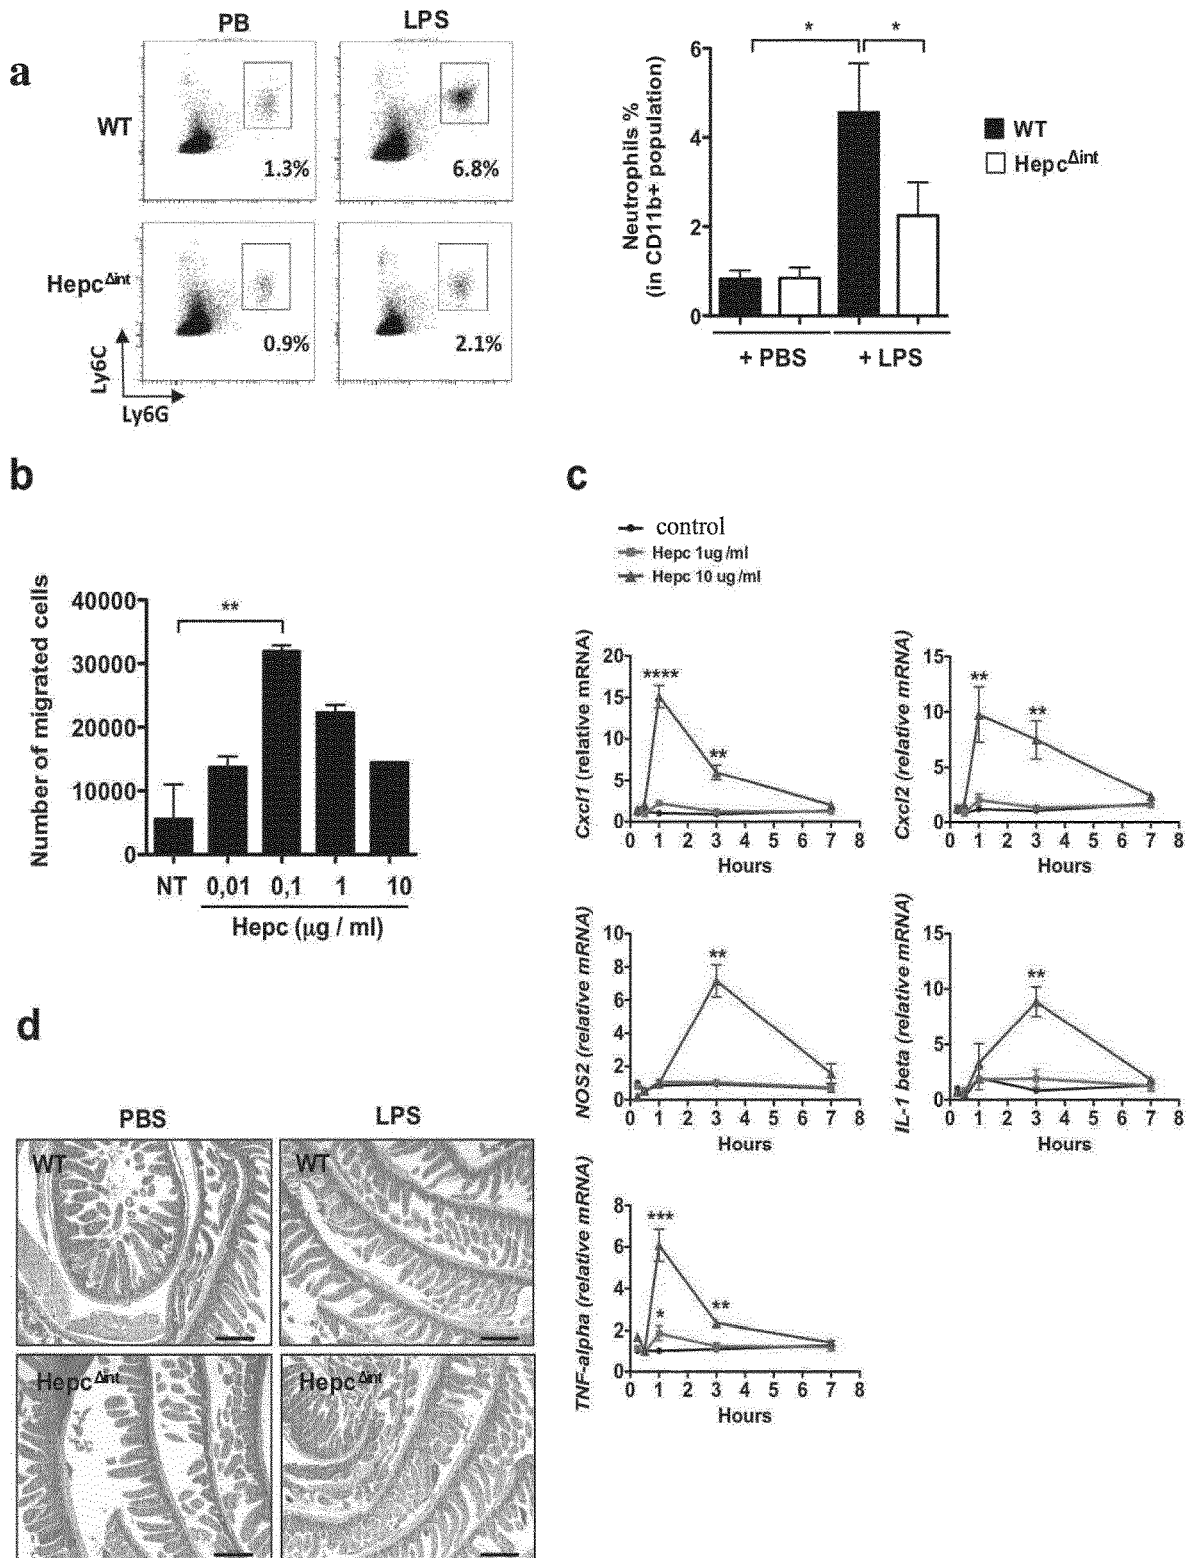 a
PB
LPS
WT
1.3%
6.8%
Hepc^Δint
0.9%
2.1%
Ly6C
Ly6G
Neutrophils %
(in CD11b+ population)
6
4
2
0
*
*
+ PBS
+ LPS
WT
Hepc^Δint
b
Number of migrated cells
40000
30000
20000
10000
0
**
NT
0,01
0,1
1
10
Hepc (µg / ml)
c
control
Hepc 1ug/ml
Hepc 10 ug/ml
Cxcl1 (relative mRNA)
20
15
10
5
0
****
**
0 1 2 3 4 5 6 7 8
Hours
Cxcl2 (relative mRNA)
15
10
5
0
**
**
0 1 2 3 4 5 6 7 8
Hours
NOS2 (relative mRNA)
10
8
6
4
2
0
**
0 1 2 3 4 5 6 7 8
Hours
IL-1 beta (relative mRNA)
15
10
5
0
**
0 1 2 3 4 5 6 7 8
Hours
TNF-alpha (relative mRNA)
8
6
4
2
0
***
*
**
0 1 2 3 4 5 6 7 8
Hours
d
PBS
LPS
WT
WT
Hepc^Δint
Hepc^Δint